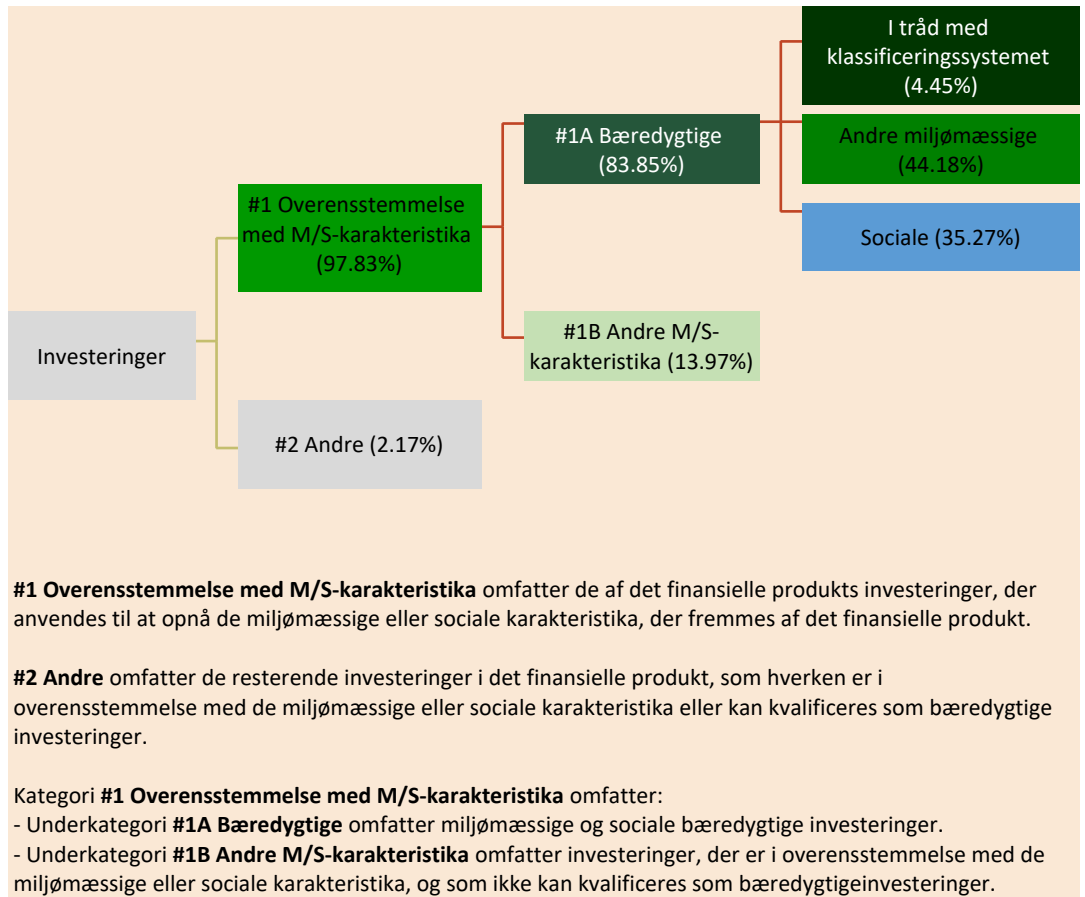 I tråd med
klassificeringssystemet
(4.45%)
#1A Bæredygtige
(83.85%)
Andre miljømæssige
(44.18%)
#1 Overensstemmelse
med M/S-karakteristika
(97.83%)
Sociale (35.27%)
Investeringer
#1B Andre M/S-
karakteristika (13.97%)
#2 Andre (2.17%)
#1 Overensstemmelse med M/S-karakteristika omfatter de af det finansielle produkts investeringer, der
anvendes til at opnå de miljømæssige eller sociale karakteristika, der fremmes af det finansielle produkt.
#2 Andre omfatter de resterende investeringer i det finansielle produkt, som hverken er i
overensstemmelse med de miljømæssige eller sociale karakteristika eller kan kvalificeres som bæredygtige
investeringer.
Kategori #1 Overensstemmelse med M/S-karakteristika omfatter:
- Underkategori #1A Bæredygtige omfatter miljømæssige og sociale bæredygtige investeringer.
- Underkategori #1B Andre M/S-karakteristika omfatter investeringer, der er i overensstemmelse med de
miljømæssige eller sociale karakteristika, og som ikke kan kvalificeres som bæredygtigeinvesteringer.